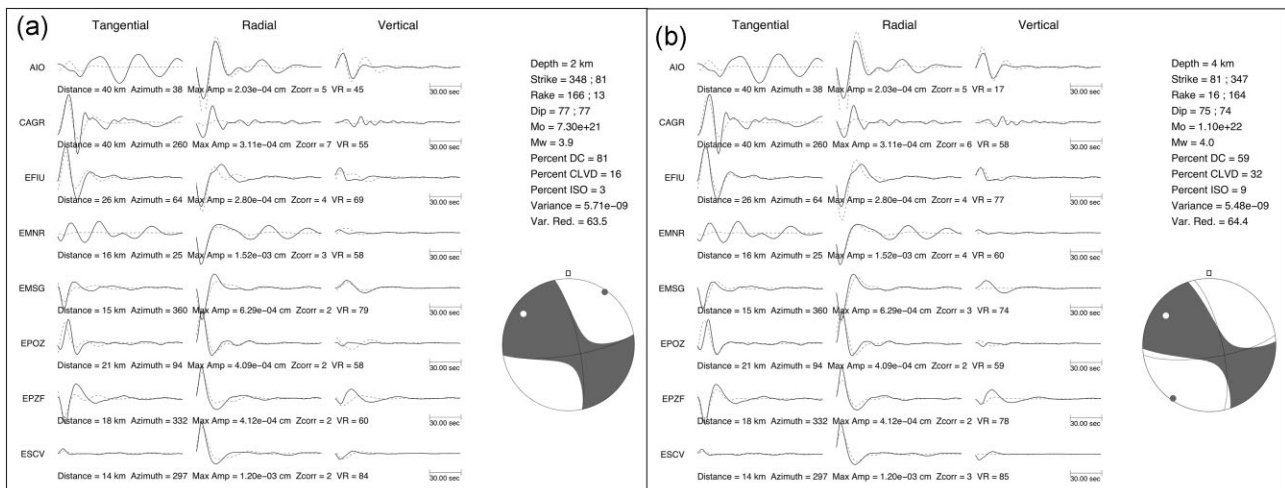 (a)
Tangential Radial Vertical
AIO
Distance = 40 km Azimuth = 38 Max Amp = 2.03e-04 cm Zcorr = 5 VR = 45
30.00 sec
CAGR
Distance = 40 km Azimuth = 260 Max Amp = 3.11e-04 cm Zcorr = 7 VR = 55
30.00 sec
EFIU
Distance = 26 km Azimuth = 64 Max Amp = 2.80e-04 cm Zcorr = 4 VR = 69
30.00 sec
EMNR
Distance = 16 km Azimuth = 25 Max Amp = 1.52e-03 cm Zcorr = 3 VR = 58
30.00 sec
EMSG
Distance = 15 km Azimuth = 360 Max Amp = 6.29e-04 cm Zcorr = 2 VR = 79
30.00 sec
EPOZ
Distance = 21 km Azimuth = 94 Max Amp = 4.09e-04 cm Zcorr = 2 VR = 58
30.00 sec
EPZF
Distance = 18 km Azimuth = 332 Max Amp = 4.12e-04 cm Zcorr = 2 VR = 60
30.00 sec
ESCV
Distance = 14 km Azimuth = 297 Max Amp = 1.20e-03 cm Zcorr = 2 VR = 84
30.00 sec
Depth = 2 km
Strike = 348 ; 81
Rake = 166 ; 13
Dip = 77 ; 77
Mo = 7.30e+21
Mw = 3.9
Percent DC = 81
Percent CLVD = 16
Percent ISO = 3
Variance = 5.71e-09
Var. Red. = 63.5
(b)
Tangential Radial Vertical
AIO
Distance = 40 km Azimuth = 38 Max Amp = 2.03e-04 cm Zcorr = 5 VR = 17
30.00 sec
CAGR
Distance = 40 km Azimuth = 260 Max Amp = 3.11e-04 cm Zcorr = 6 VR = 58
30.00 sec
EFIU
Distance = 26 km Azimuth = 64 Max Amp = 2.80e-04 cm Zcorr = 4 VR = 77
30.00 sec
EMNR
Distance = 16 km Azimuth = 25 Max Amp = 1.52e-03 cm Zcorr = 4 VR = 60
30.00 sec
EMSG
Distance = 15 km Azimuth = 360 Max Amp = 6.29e-04 cm Zcorr = 3 VR = 74
30.00 sec
EPOZ
Distance = 21 km Azimuth = 94 Max Amp = 4.09e-04 cm Zcorr = 2 VR = 59
30.00 sec
EPZF
Distance = 18 km Azimuth = 332 Max Amp = 4.12e-04 cm Zcorr = 2 VR = 78
30.00 sec
ESCV
Distance = 14 km Azimuth = 297 Max Amp = 1.20e-03 cm Zcorr = 3 VR = 85
30.00 sec
Depth = 4 km
Strike = 81 ; 347
Rake = 16 ; 164
Dip = 75 ; 74
Mo = 1.10e+22
Mw = 4.0
Percent DC = 59
Percent CLVD = 32
Percent ISO = 9
Variance = 5.48e-09
Var. Red. = 64.4